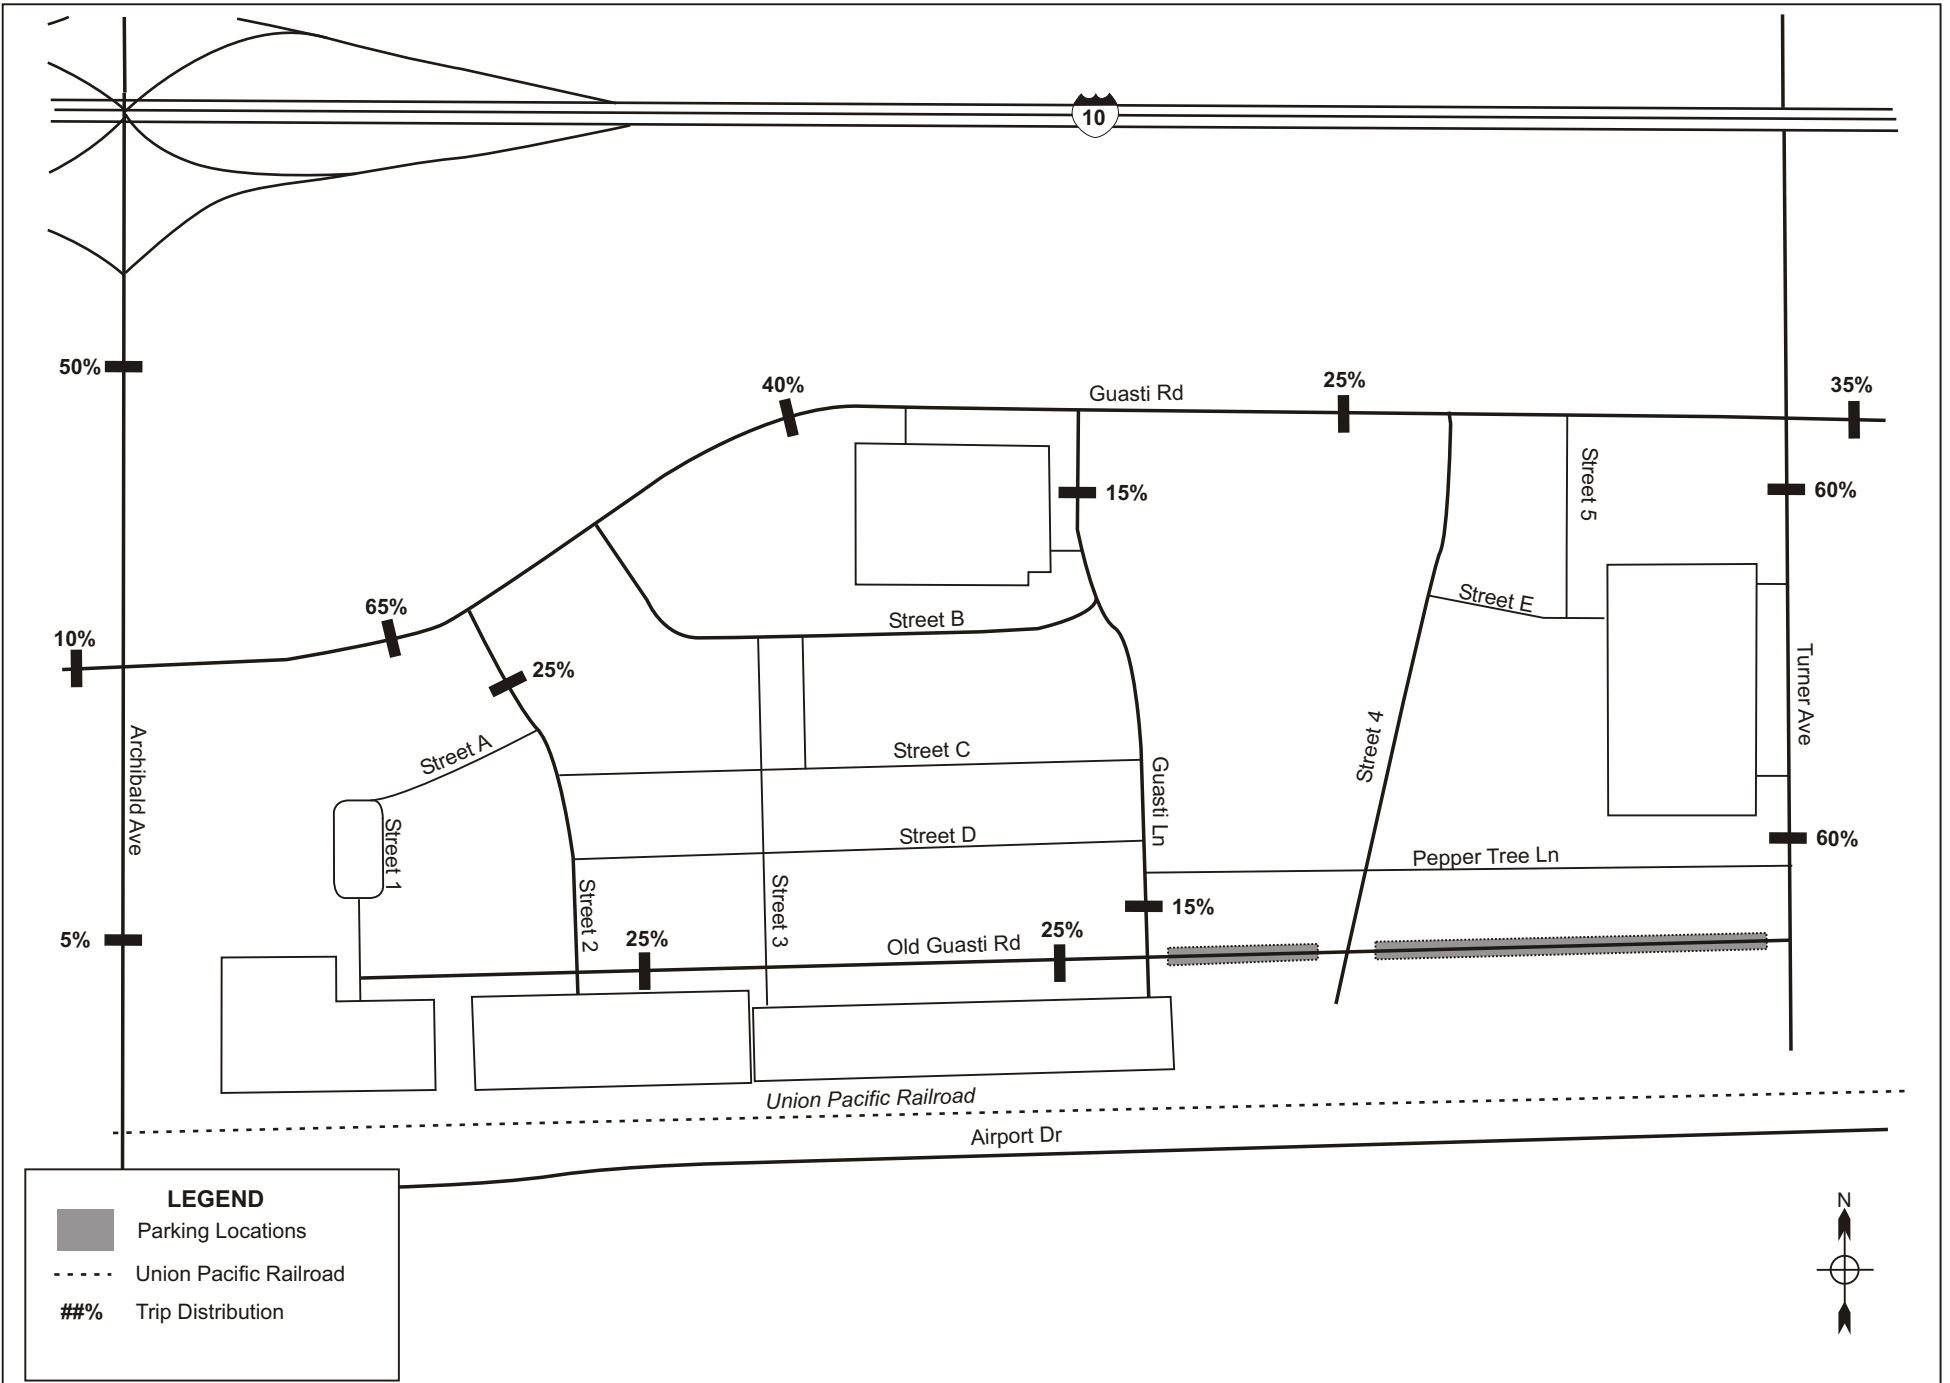 10
50%
40%
Guasti Rd
25%
35%
15%
Street 5
60%
65%
10%
25%
Street E
Street B
Turner Ave
Archibald Ave
Street A
Street C
Street 4
Guasti Ln
Street 1
Street D
60%
Pepper Tree Ln
Street 2
Street 3
15%
5%
25%
Old Guasti Rd
25%
Union Pacific Railroad
Airport Dr
LEGEND
Parking Locations
Union Pacific Railroad
##% Trip Distribution
N